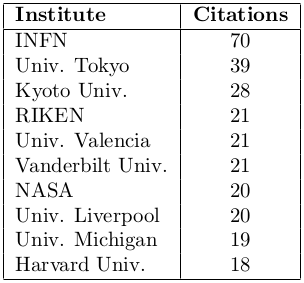 Institute Citations
INFN 70
Univ. Tokyo 39
Kyoto Univ. 28
RIKEN 21
Univ. Valencia 21
Vanderbilt Univ. 21
NASA 20
Univ. Liverpool 20
Univ. Michigan 19
Harvard Univ. 18